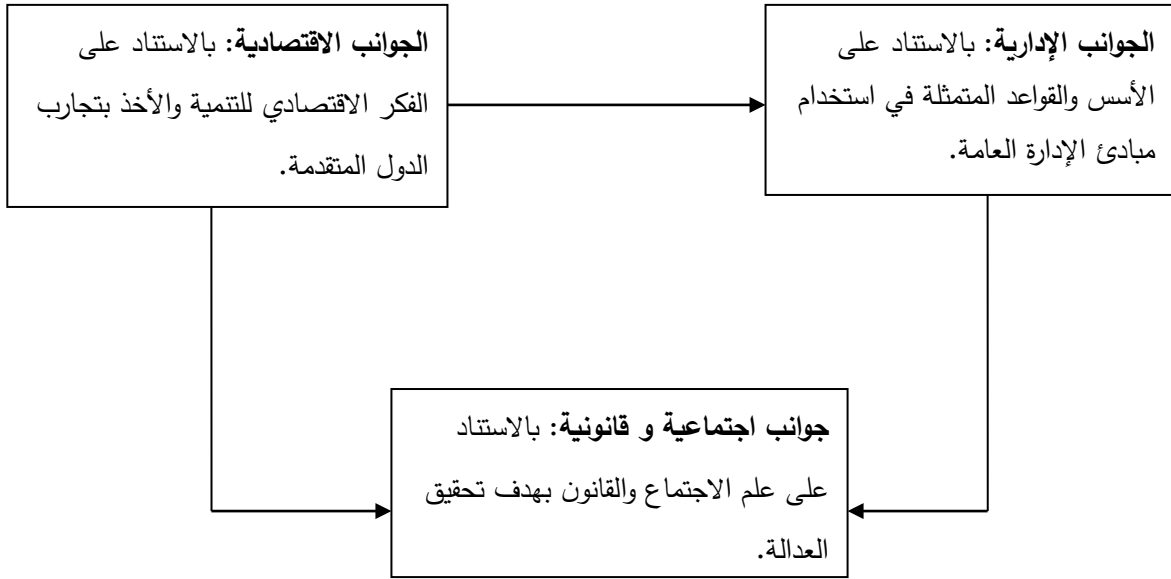 الجوانب الإدارية: بالاستناد على
الأسس والقواعد المتمثلة في استخدام
مبادئ الإدارة العامة.
الجوانب الاقتصادية: بالاستناد على
الفكر الاقتصادي للتنمية والأخذ بتجارب
الدول المتقدمة.
جوانب اجتماعية و قانونية: بالاستناد
على علم الاجتماع والقانون بهدف تحقيق
العدالة.